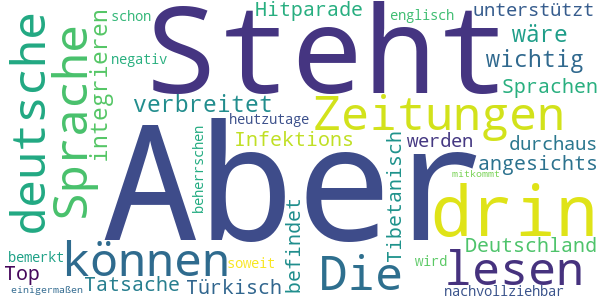 schon
Steht
Hitparade
englisch
unterstützt
deutsche
Sprache
integrieren
negativ
wäre
wichtig
verbreitet
Zeitungen
Sprachen
heutzutage
Aber
Infektions
werden
durchaus
beherrschen
befindet
Tibetanisch
angesichts
mitkommt
drin
Deutschland
können
Die
lesen
bemerkt
Top
Tatsache
Türkisch
soweit
wird
einigermaßen
nachvollziehbar